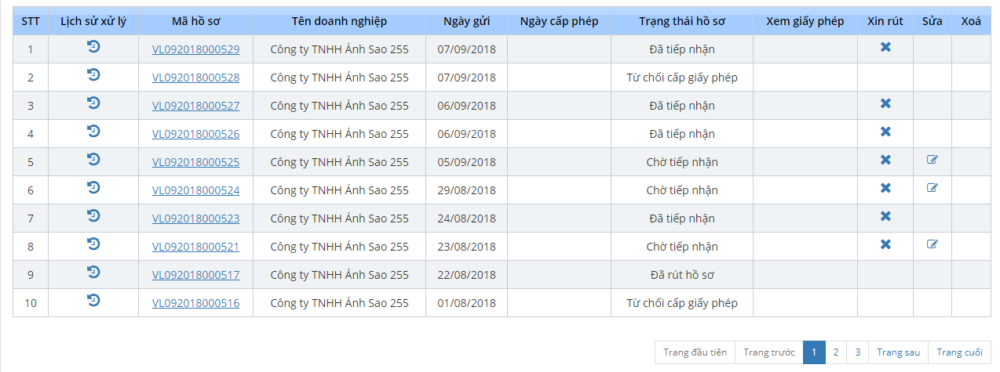 STT Lịch sử xử lý Mã hồ sơ Tên doanh nghiệp Ngày gửi Ngày cấp phép Trạng thái hồ sơ Xem giấy phép Xin rút Sửa Xoá
1 VL092018000529 Công ty TNHH Ánh Sao 255 07/09/2018 Đã tiếp nhận
2 VL092018000528 Công ty TNHH Ánh Sao 255 07/09/2018 Từ chối cấp giấy phép
3 VL092018000527 Công ty TNHH Ánh Sao 255 06/09/2018 Đã tiếp nhận
4 VL092018000526 Công ty TNHH Ánh Sao 255 06/09/2018 Đã tiếp nhận
5 VL092018000525 Công ty TNHH Ánh Sao 255 05/09/2018 Chờ tiếp nhận
6 VL092018000524 Công ty TNHH Ánh Sao 255 29/08/2018 Chờ tiếp nhận
7 VL092018000523 Công ty TNHH Ánh Sao 255 24/08/2018 Đã tiếp nhận
8 VL092018000521 Công ty TNHH Ánh Sao 255 23/08/2018 Chờ tiếp nhận
9 VL092018000517 Công ty TNHH Ánh Sao 255 22/08/2018 Đã rút hồ sơ
10 VL092018000516 Công ty TNHH Ánh Sao 255 01/08/2018 Từ chối cấp giấy phép
Trang đầu tiên Trang trước 1 2 3 Trang sau Trang cuối